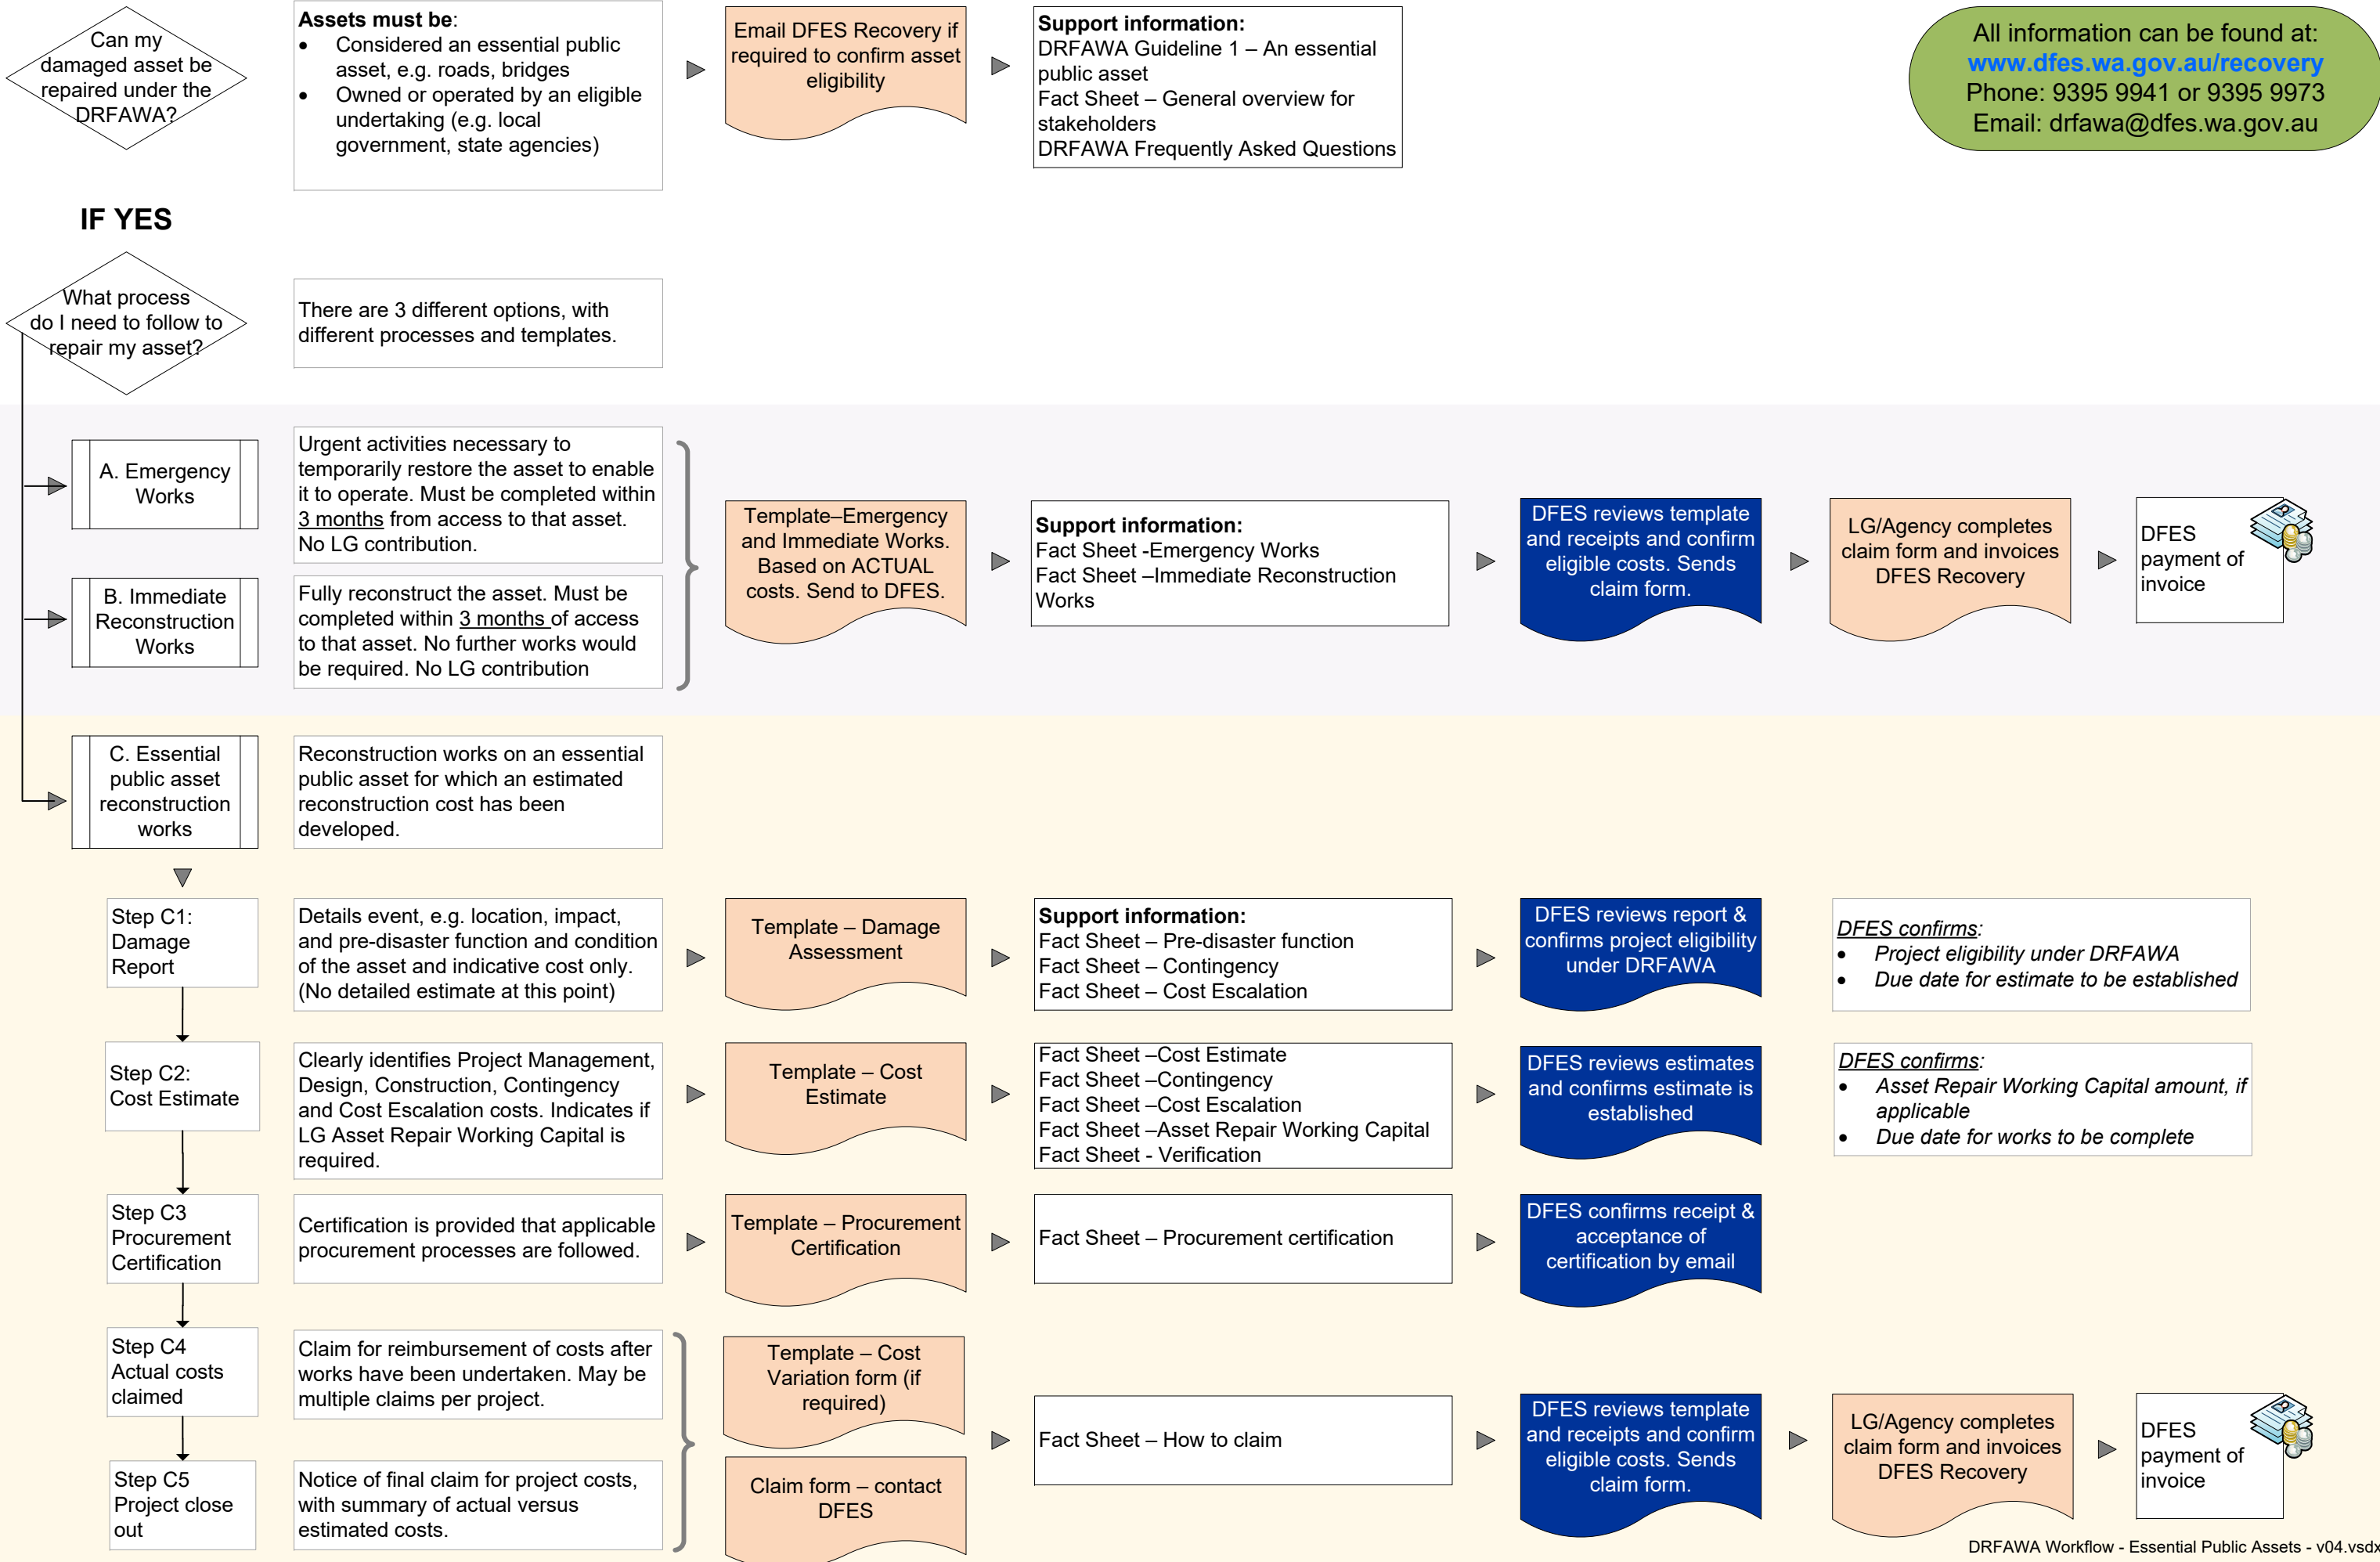 Can my
damaged asset be
repaired under the
DRFAWA?
Assets must be:
• Considered an essential public
asset, e.g. roads, bridges
• Owned or operated by an eligible
undertaking (e.g. local
government, state agencies)
Email DFES Recovery if
required to confirm asset
eligibility
Support information:
DRFAWA Guideline 1 – An essential
public asset
Fact Sheet – General overview for
stakeholders
DRFAWA Frequently Asked Questions
All information can be found at:
www.dfes.wa.gov.au/recovery
Phone: 9395 9941 or 9395 9973
Email: drfawa@dfes.wa.gov.au
IF YES
What process
do I need to follow to
repair my asset?
There are 3 different options, with
different processes and templates.
A. Emergency
Works
Urgent activities necessary to
temporarily restore the asset to enable
it to operate. Must be completed within
3 months from access to that asset.
No LG contribution.
B. Immediate
Reconstruction
Works
Fully reconstruct the asset. Must be
completed within 3 months of access
to that asset. No further works would
be required. No LG contribution
Template–Emergency
and Immediate Works.
Based on ACTUAL
costs. Send to DFES.
Support information:
Fact Sheet -Emergency Works
Fact Sheet –Immediate Reconstruction
Works
DFES reviews template
and receipts and confirm
eligible costs. Sends
claim form.
LG/Agency completes
claim form and invoices
DFES Recovery
DFES
payment of
invoice
C. Essential
public asset
reconstruction
works
Reconstruction works on an essential
public asset for which an estimated
reconstruction cost has been
developed.
Step C1:
Damage
Report
Details event, e.g. location, impact,
and pre-disaster function and condition
of the asset and indicative cost only.
(No detailed estimate at this point)
Template – Damage
Assessment
Support information:
Fact Sheet – Pre-disaster function
Fact Sheet – Contingency
Fact Sheet – Cost Escalation
DFES reviews report &
confirms project eligibility
under DRFAWA
DFES confirms:
• Project eligibility under DRFAWA
• Due date for estimate to be established
Step C2:
Cost Estimate
Clearly identifies Project Management,
Design, Construction, Contingency
and Cost Escalation costs. Indicates if
LG Asset Repair Working Capital is
required.
Template – Cost
Estimate
Fact Sheet –Cost Estimate
Fact Sheet –Contingency
Fact Sheet –Cost Escalation
Fact Sheet –Asset Repair Working Capital
Fact Sheet - Verification
DFES reviews estimates
and confirms estimate is
established
DFES confirms:
• Asset Repair Working Capital amount, if
applicable
• Due date for works to be complete
Step C3
Procurement
Certification
Certification is provided that applicable
procurement processes are followed.
Template – Procurement
Certification
Fact Sheet – Procurement certification
DFES confirms receipt &
acceptance of
certification by email
Step C4
Actual costs
claimed
Claim for reimbursement of costs after
works have been undertaken. May be
multiple claims per project.
Step C5
Project close
out
Notice of final claim for project costs,
with summary of actual versus
estimated costs.
Template – Cost
Variation form (if
required)
Claim form – contact
DFES
Fact Sheet – How to claim
DFES reviews template
and receipts and confirm
eligible costs. Sends
claim form.
LG/Agency completes
claim form and invoices
DFES Recovery
DFES
payment of
invoice
DRFAWA Workflow - Essential Public Assets - v04.vsdx